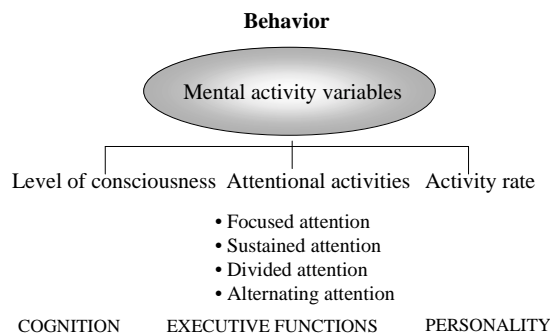 Behavior
Mental activity variables
Level of consciousness Attentional activities Activity rate
• Focused attention
• Sustained attention
• Divided attention
• Alternating attention
COGNITION EXECUTIVE FUNCTIONS PERSONALITY